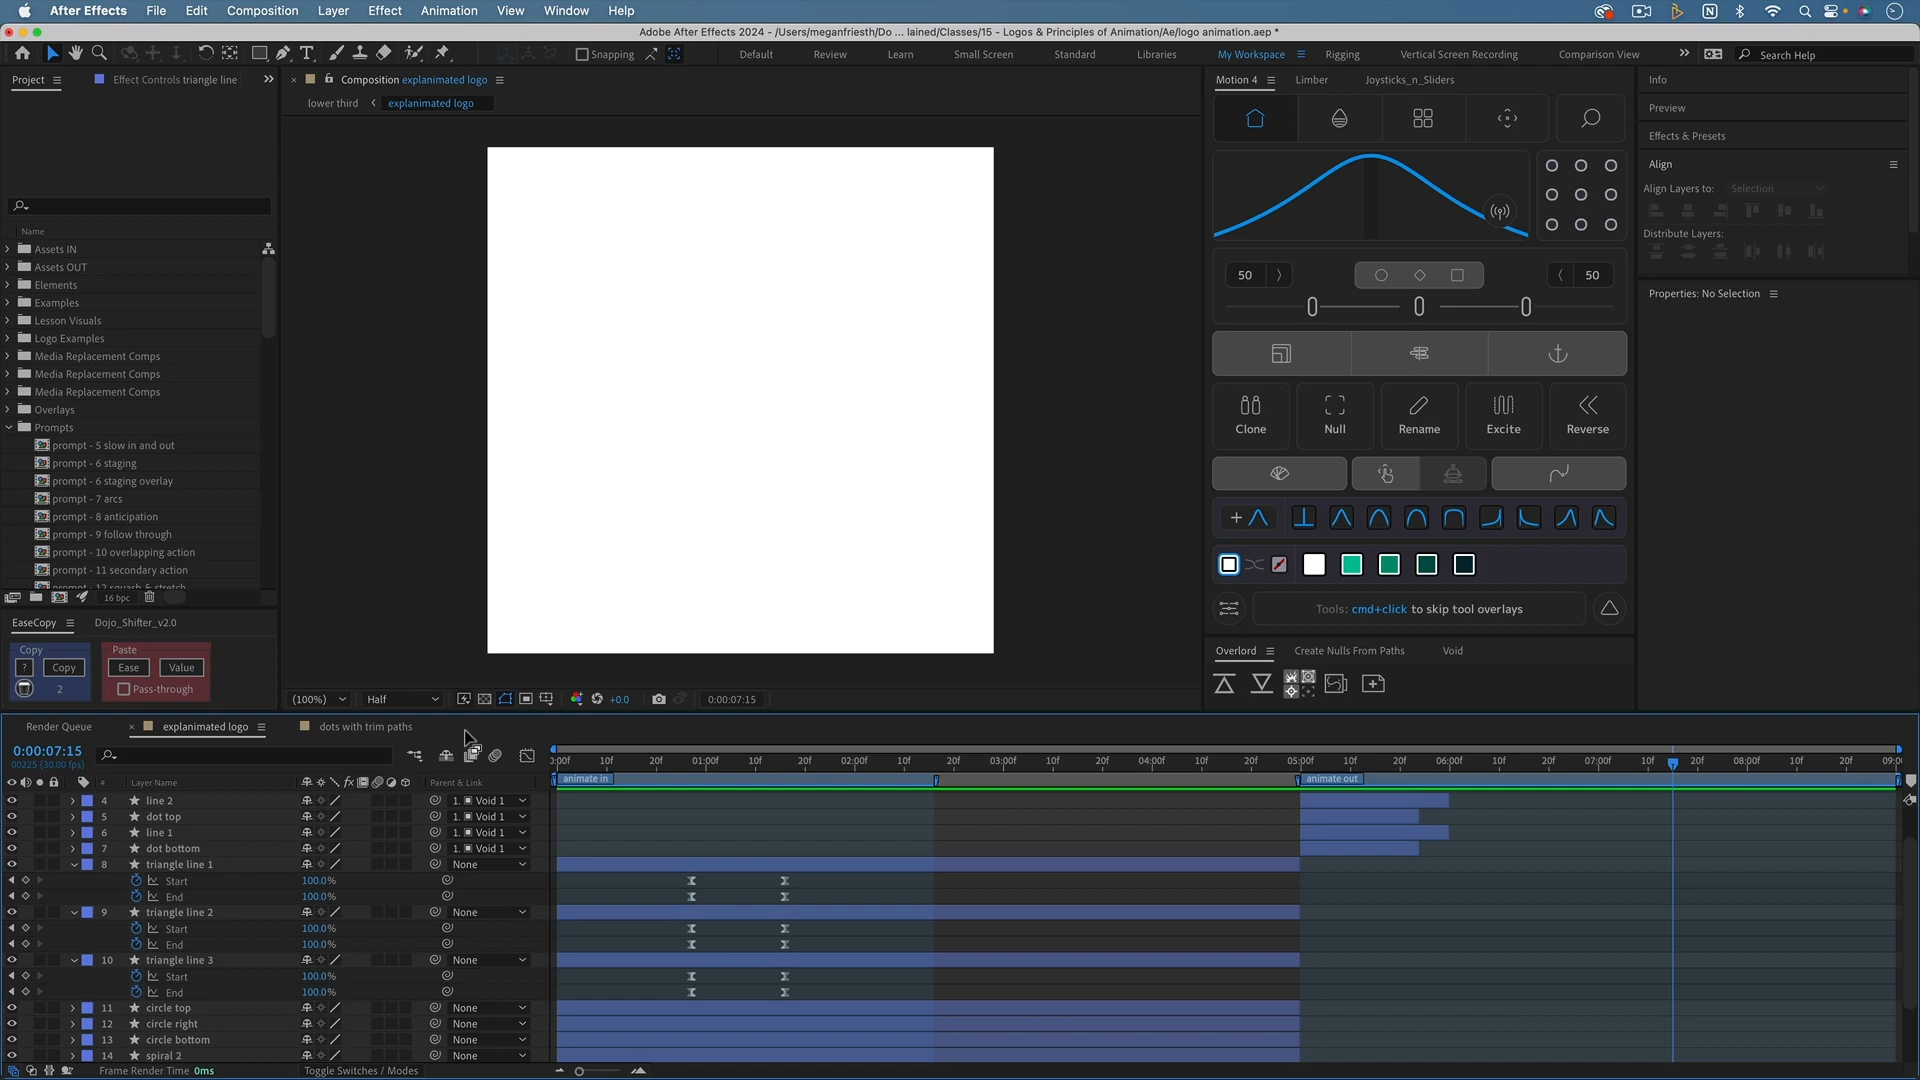 After Effects File Edit Composition Layer Effect Animation View Window Help
Adobe After Effects 2024 - /Users/meganfriesth/Do ... lained/Classes/15 - Logos & Principles of Animation/Ae/logo animation.aep *
Snapping Default Review Learn Small Screen Standard My Workspace Rigging Vertical Screen Recording Comparison View Search Help
Project Effect Controls triangle line
Composition explanimated logo
lower third explanimated logo
Name
Assets IN
Assets OUT
Elements
Examples
Lesson Visuals
Logo Examples
Media Replacement Comps
Media Replacement Comps
Media Replacement Comps
Overlays
Prompts
prompt - 5 slow in and out
prompt - 6 staging
prompt - 6 staging overlay
prompt - 7 arcs
prompt - 8 anticipation
prompt - 9 follow through
prompt - 10 overlapping action
prompt - 11 secondary action
prompt - 12 squash & stretch
16 bpc
EaseCopy Dojo_Shifter_v2.0
Copy Paste
? Copy Ease Value
2 Pass-through
(100%) Half +0.0 0:00:07:15
Motion 4 Limber Joysticks_n_Sliders
50 50
Clone Null Rename Excite Reverse
Tools: cmd+click to skip tool overlays
Overlord Create Nulls From Paths Void
Info
Preview
Effects & Presets
Align
Align Layers to: Selection
Distribute Layers:
Properties: No Selection
Render Queue explanimated logo dots with trim paths
0:00:07:15
00225 (30.00 fps)
0:00f 10f 20f 01:00f 10f 20f 02:00f 10f 20f 03:00f 10f 20f 04:00f 10f 20f 05:00f 10f 20f 06:00f 10f 20f 07:00f 10f 20f 08:00f 10f 20f 09:0
# Layer Name Parent & Link animate in animate out
4 line 2 1. Void 1
5 dot top 1. Void 1
6 line 1 1. Void 1
7 dot bottom 1. Void 1
8 triangle line 1 None
Start 100.0%
End 100.0%
9 triangle line 2 None
Start 100.0%
End 100.0%
10 triangle line 3 None
Start 100.0%
End 100.0%
11 circle top None
12 circle right None
13 circle bottom None
14 spiral 2 None
Frame Render Time 0ms Toggle Switches / Modes